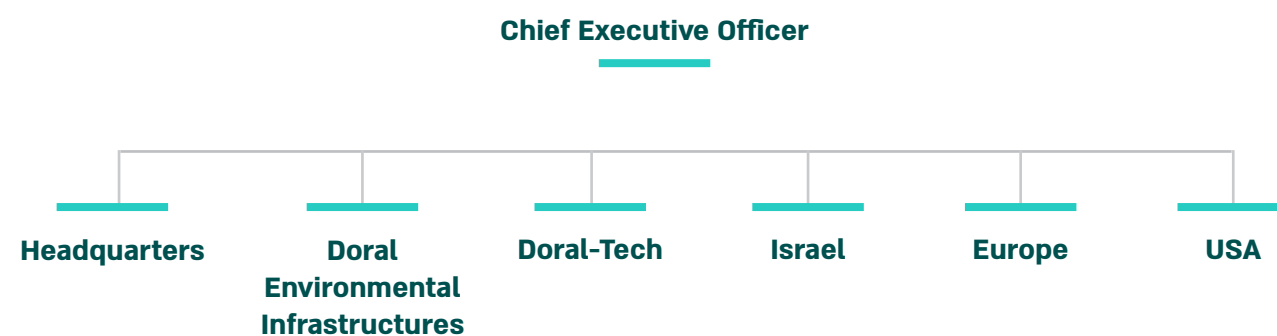 Chief Executive Officer
Headquarters
Doral
Environmental
Infrastructures
Doral-Tech
Israel
Europe
USA